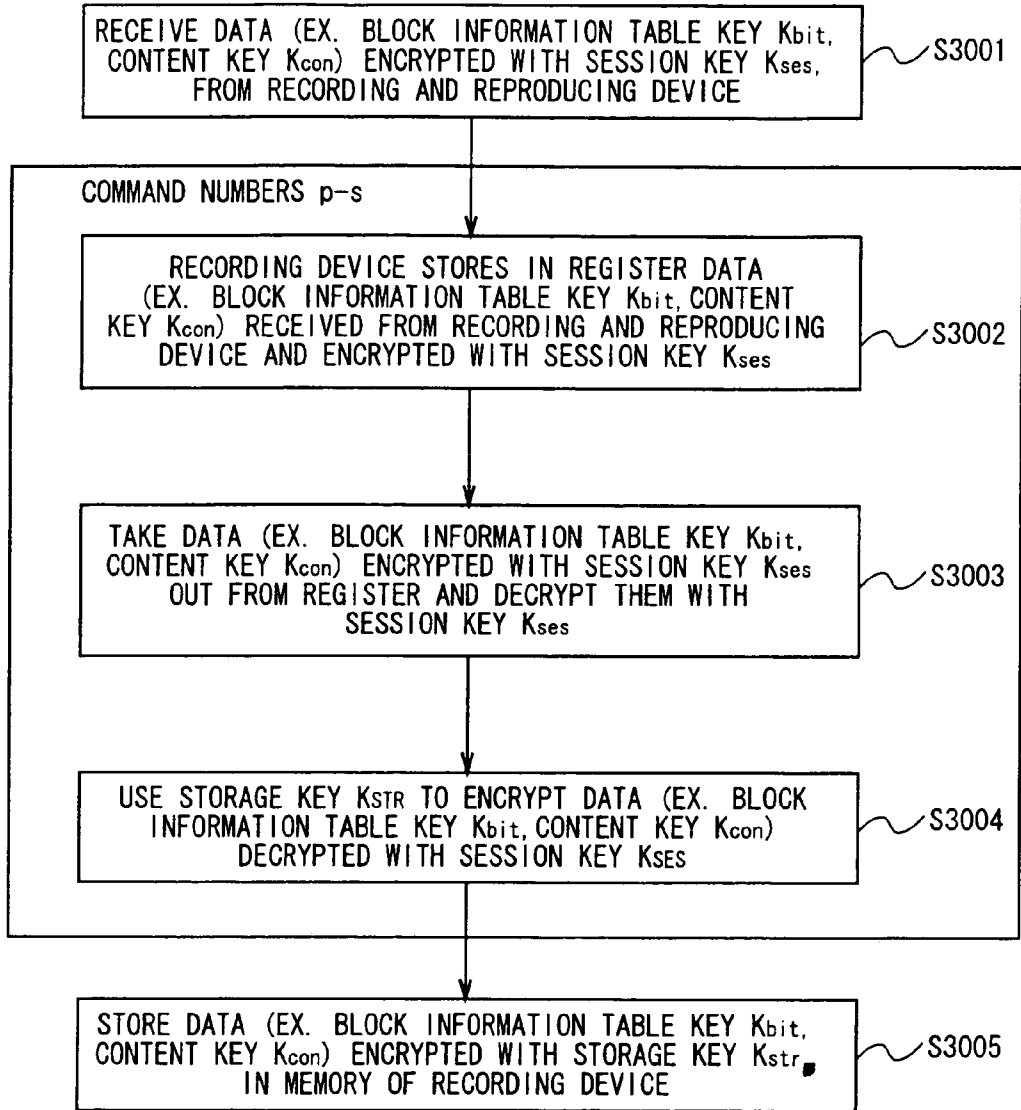 RECEIVE DATA (EX. BLOCK INFORMATION TABLE KEY Kbit,
CONTENT KEY Kcon) ENCRYPTED WITH SESSION KEY Kses,
FROM RECORDING AND REPRODUCING DEVICE
S3001
COMMAND NUMBERS p-s
RECORDING DEVICE STORES IN REGISTER DATA
(EX. BLOCK INFORMATION TABLE KEY Kbit, CONTENT
KEY Kcon) RECEIVED FROM RECORDING AND REPRODUCING
DEVICE AND ENCRYPTED WITH SESSION KEY Kses
S3002
TAKE DATA (EX. BLOCK INFORMATION TABLE KEY Kbit,
CONTENT KEY Kcon) ENCRYPTED WITH SESSION KEY Kses
OUT FROM REGISTER AND DECRYPT THEM WITH
SESSION KEY Kses
S3003
USE STORAGE KEY KSTR TO ENCRYPT DATA (EX. BLOCK
INFORMATION TABLE KEY Kbit, CONTENT KEY Kcon)
DECRYPTED WITH SESSION KEY KSES
S3004
STORE DATA (EX. BLOCK INFORMATION TABLE KEY Kbit,
CONTENT KEY Kcon) ENCRYPTED WITH STORAGE KEY Kstr,
IN MEMORY OF RECORDING DEVICE
S3005